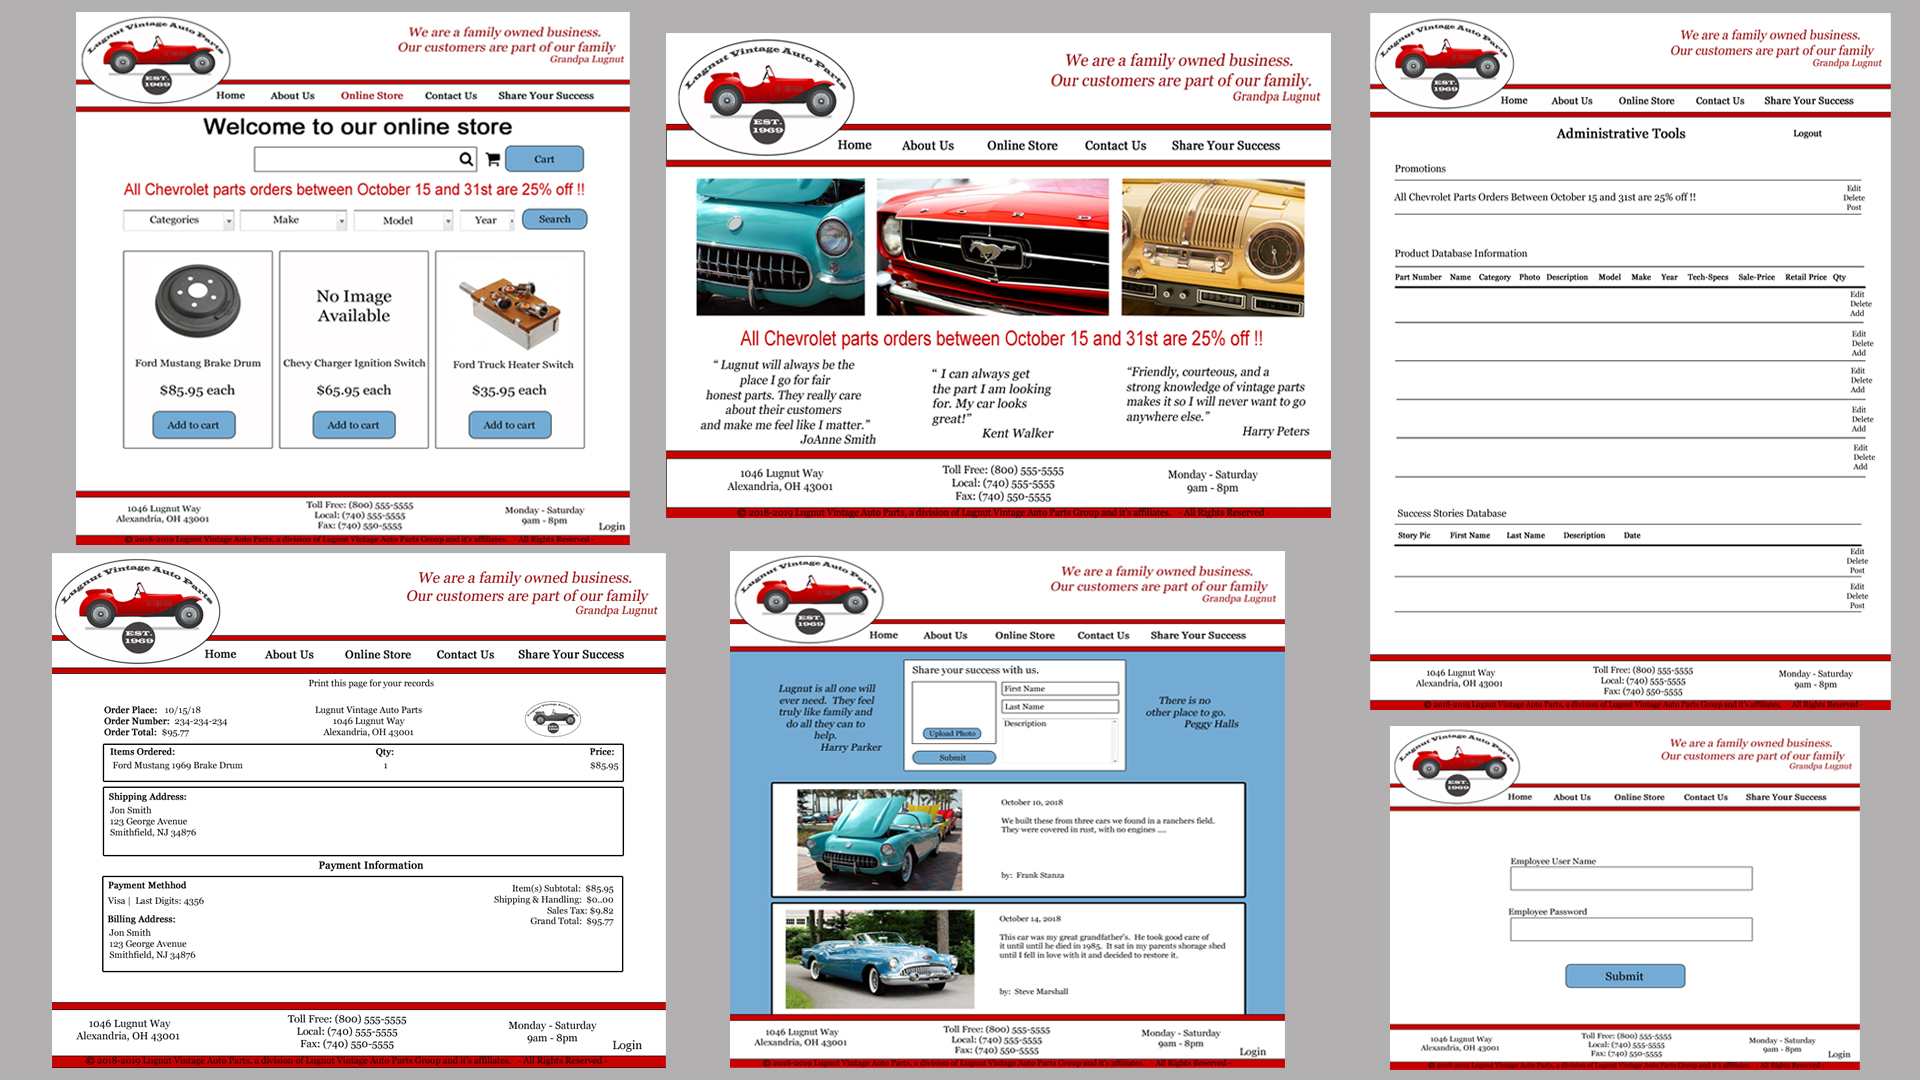 Lugnut Vintage Auto Parts
EST.
1969
We are a family owned business.
Our customers are part of our family
Grandpa Lugnut
Home About Us Online Store Contact Us Share Your Success
Welcome to our online store
Cart
All Chevrolet parts orders between October 15 and 31st are 25% off !!
Categories Make Model Year Search
No Image
Available
Ford Mustang Brake Drum Chevy Charger Ignition Switch Ford Truck Heater Switch
$85.95 each $65.95 each $35.95 each
Add to cart Add to cart Add to cart
1046 Lugnut Way
Alexandria, OH 43001
Toll Free: (800) 555-5555
Local: (740) 555-5555
Fax: (740) 550-5555
Monday - Saturday
9am - 8pm
Login
© 2018-2019 Lugnut Vintage Auto Parts, a division of Lugnut Vintage Auto Parts Group and it's affiliates. - All Rights Reserved -
Lugnut Vintage Auto Parts
EST.
1969
We are a family owned business.
Our customers are part of our family.
Grandpa Lugnut
Home About Us Online Store Contact Us Share Your Success
FORD
All Chevrolet parts orders between October 15 and 31st are 25% off !!
“ Lugnut will always be the
place I go for fair
honest parts. They really care
about their customers
and make me feel like I matter.”
JoAnne Smith
“ I can always get
the part I am looking
for. My car looks
great!”
Kent Walker
“Friendly, courteous, and a
strong knowledge of vintage parts
makes it so I will never want to go
anywhere else.”
Harry Peters
1046 Lugnut Way
Alexandria, OH 43001
Toll Free: (800) 555-5555
Local: (740) 555-5555
Fax: (740) 550-5555
Monday - Saturday
9am - 8pm
© 2018-2019 Lugnut Vintage Auto Parts, a division of Lugnut Vintage Auto Parts Group and it's affiliates. - All Rights Reserved -
Lugnut Vintage Auto Parts
EST.
1969
We are a family owned business.
Our customers are part of our family
Grandpa Lugnut
Home About Us Online Store Contact Us Share Your Success
Administrative Tools
Logout
Promotions
All Chevrolet Parts Orders Between October 15 and 31st are 25% off !!
Edit
Delete
Post
Product Database Information
Part Number Name Category Photo Description Model Make Year Tech-Specs Sale-Price Retail Price Qty
Edit
Delete
Add
Edit
Delete
Add
Edit
Delete
Add
Edit
Delete
Add
Edit
Delete
Add
Success Stories Database
Story Pic First Name Last Name Description Date
Edit
Delete
Post
Edit
Delete
Post
1046 Lugnut Way
Alexandria, OH 43001
Toll Free: (800) 555-5555
Local: (740) 555-5555
Fax: (740) 550-5555
Monday - Saturday
9am - 8pm
© 2018-2019 Lugnut Vintage Auto Parts, a division of Lugnut Vintage Auto Parts Group and it's affiliates. - All Rights Reserved -
Lugnut Vintage Auto Parts
EST.
1969
We are a family owned business.
Our customers are part of our family
Grandpa Lugnut
Home About Us Online Store Contact Us Share Your Success
Print this page for your records
Order Place: 10/15/18
Order Number: 234-234-234
Order Total: $95.77
Lugnut Vintage Auto Parts
1046 Lugnut Way
Alexandria, OH 43001
Items Ordered: Qty: Price:
Ford Mustang 1969 Brake Drum 1 $85.95
Shipping Address:
Jon Smith
123 George Avenue
Smithfield, NJ 34876
Payment Information
Payment Methhod
Visa | Last Digits: 4356
Billing Address:
Jon Smith
123 George Avenue
Smithfield, NJ 34876
Item(s) Subtotal: $85.95
Shipping & Handling: $0..00
Sales Tax: $9.82
Grand Total: $95.77
1046 Lugnut Way
Alexandria, OH 43001
Toll Free: (800) 555-5555
Local: (740) 555-5555
Fax: (740) 550-5555
Monday - Saturday
9am - 8pm
Login
© 2018-2019 Lugnut Vintage Auto Parts, a division of Lugnut Vintage Auto Parts Group and it's affiliates. - All Rights Reserved -
Lugnut Vintage Auto Parts
EST.
1969
We are a family owned business.
Our customers are part of our family
Grandpa Lugnut
Home About Us Online Store Contact Us Share Your Success
Lugnut is all one will
ever need. They feel
truly like family and
do all they can to
help.
Harry Parker
Share your success with us.
First Name
Last Name
Description
Upload Photo
Submit
There is no
other place to go.
Peggy Halls
October 10, 2018
We built these from three cars we found in a ranchers field.
They were covered in rust, with no engines ....
by: Frank Stanza
October 14, 2018
This car was my great grandfather's. He took good care of
it until until he died in 1985. It sat in my parents shorage shed
until I fell in love with it and decided to restore it.
by: Steve Marshall
1046 Lugnut Way
Alexandria, OH 43001
Toll Free: (800) 555-5555
Local: (740) 555-5555
Fax: (740) 550-5555
Monday - Saturday
9am - 8pm
Login
© 2018-2019 Lugnut Vintage Auto Parts, a division of Lugnut Vintage Auto Parts Group and it's affiliates. - All Rights Reserved -
Lugnut Vintage Auto Parts
EST.
1969
We are a family owned business.
Our customers are part of our family
Grandpa Lugnut
Home About Us Online Store Contact Us Share Your Success
Employee User Name
Employee Password
Submit
1046 Lugnut Way
Alexandria, OH 43001
Toll Free: (800) 555-5555
Local: (740) 555-5555
Fax: (740) 550-5555
Monday - Saturday
9am - 8pm
Login
© 2018-2019 Lugnut Vintage Auto Parts, a division of Lugnut Vintage Auto Parts Group and it's affiliates. - All Rights Reserved -